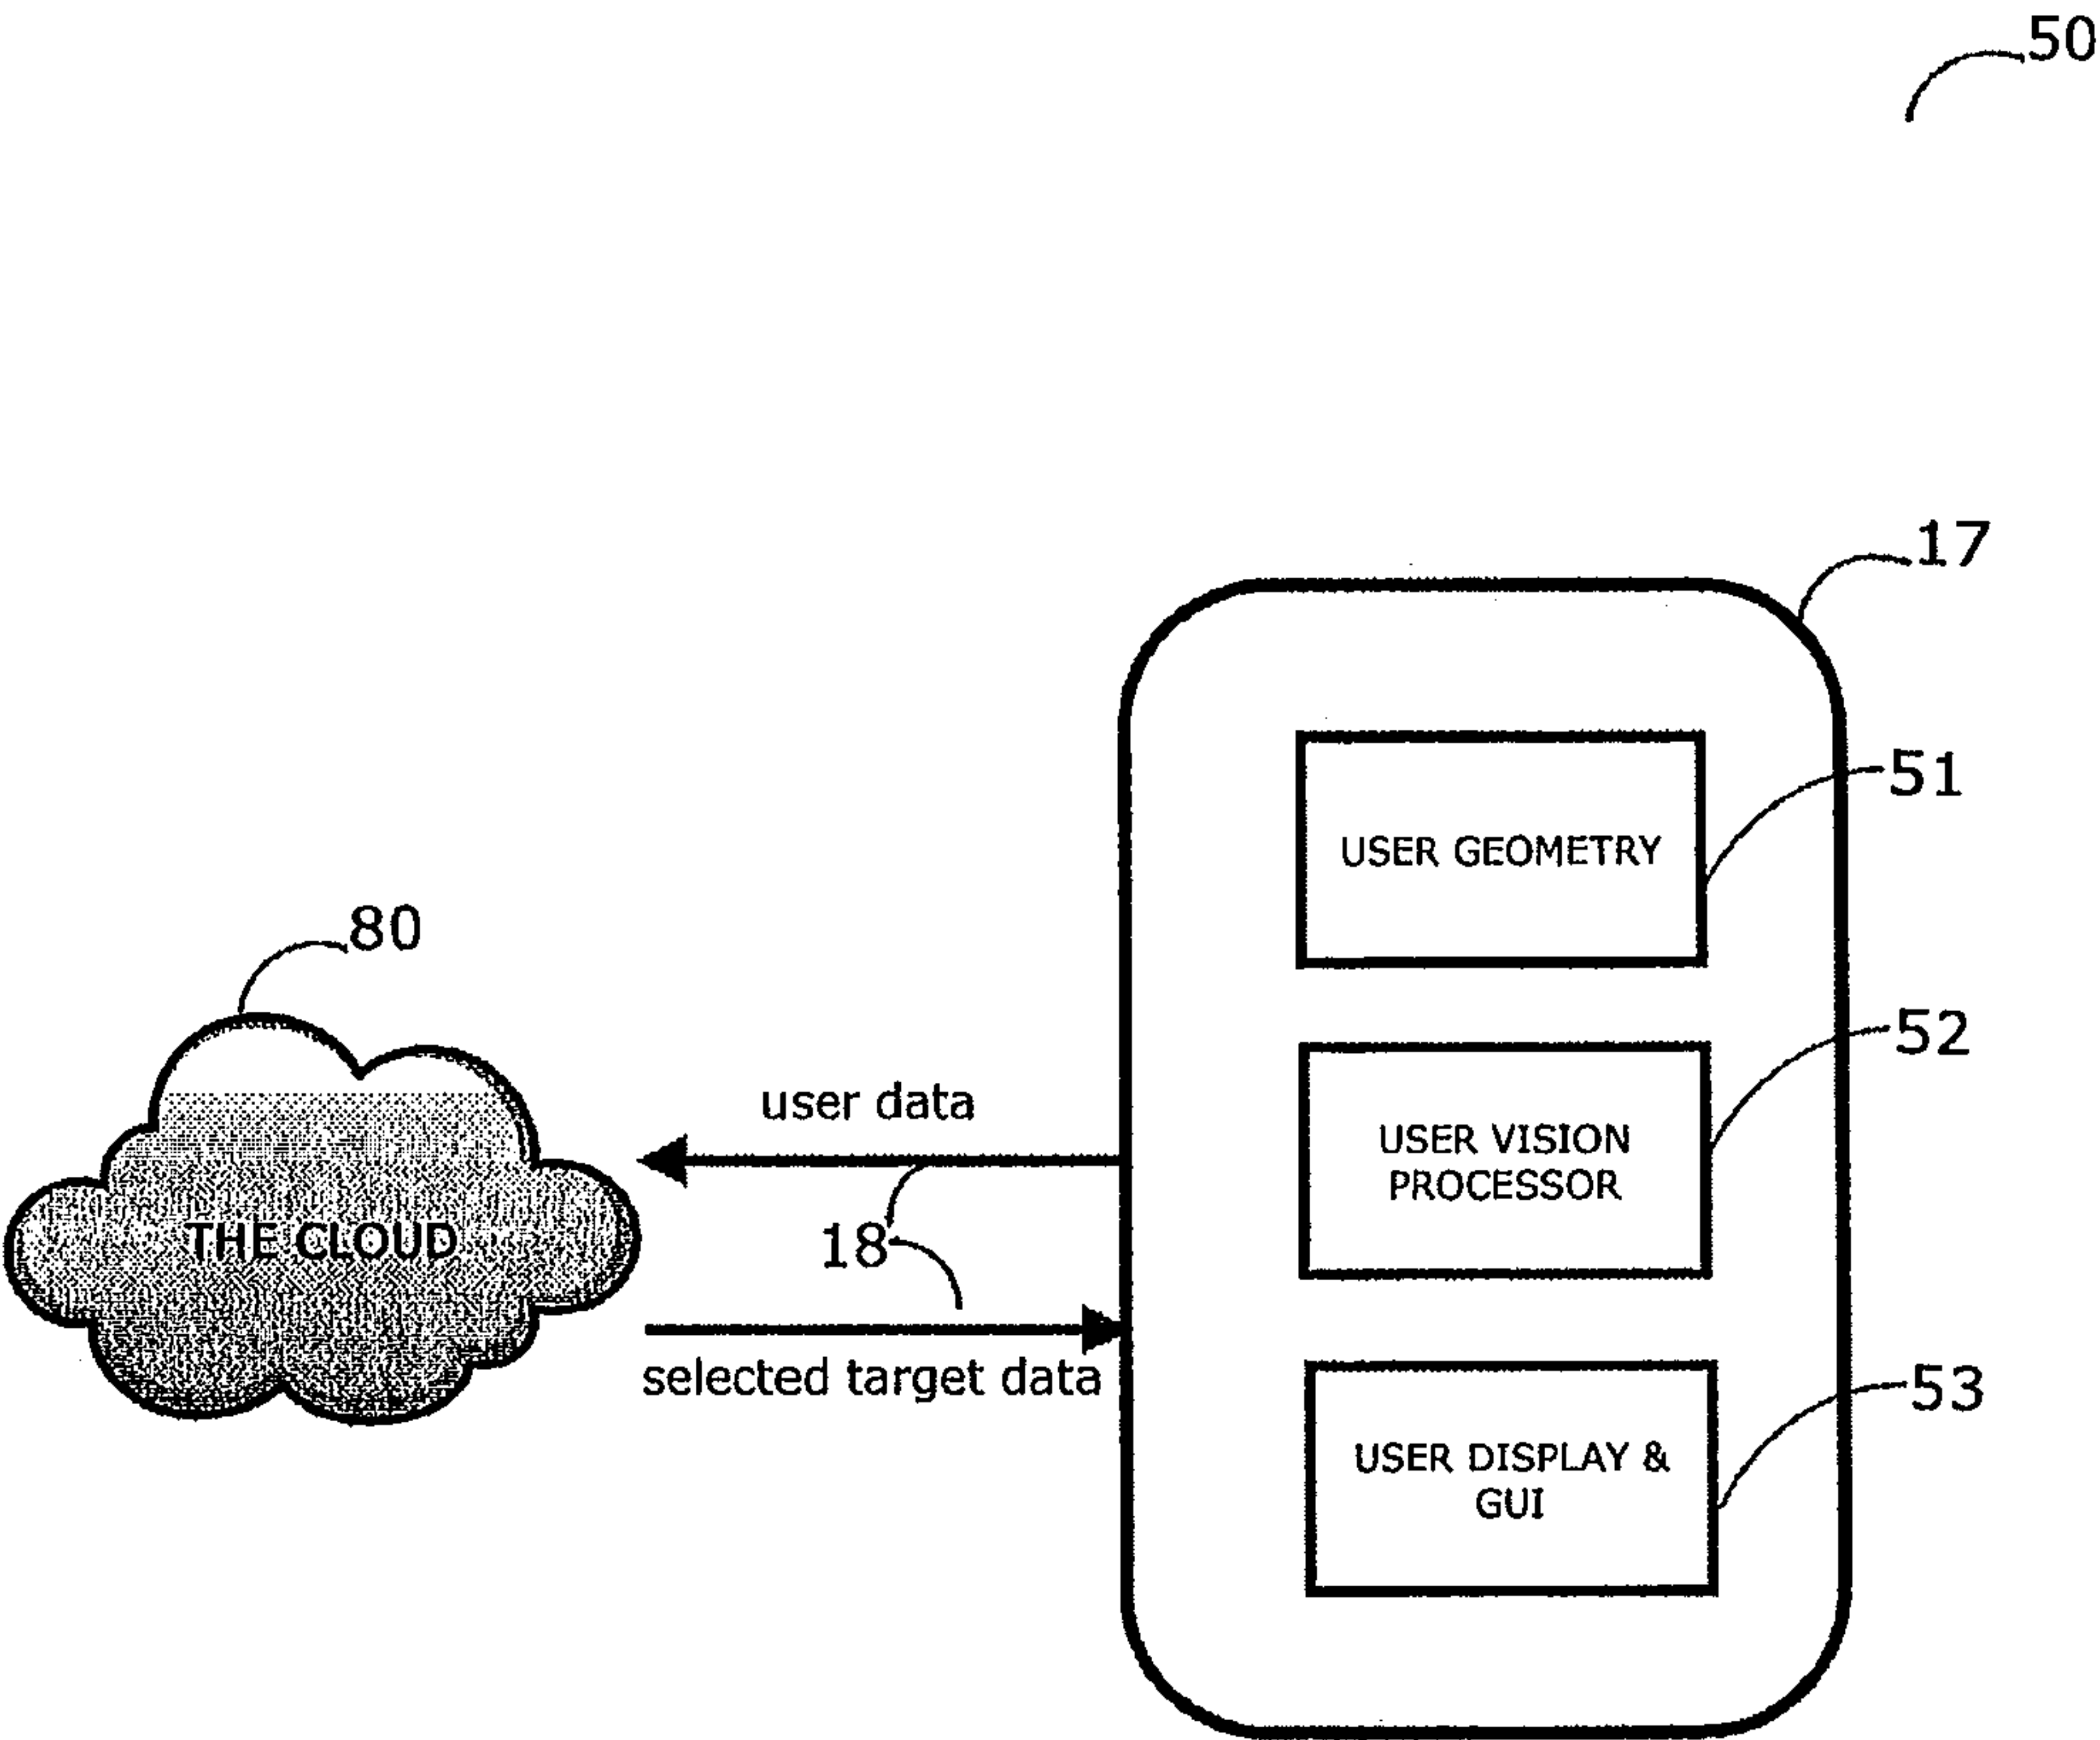 50
17
51
USER GEOMETRY
80
52
user data
USER VISION
PROCESSOR
THE CLOUD
18
selected target data
53
USER DISPLAY &
GUI